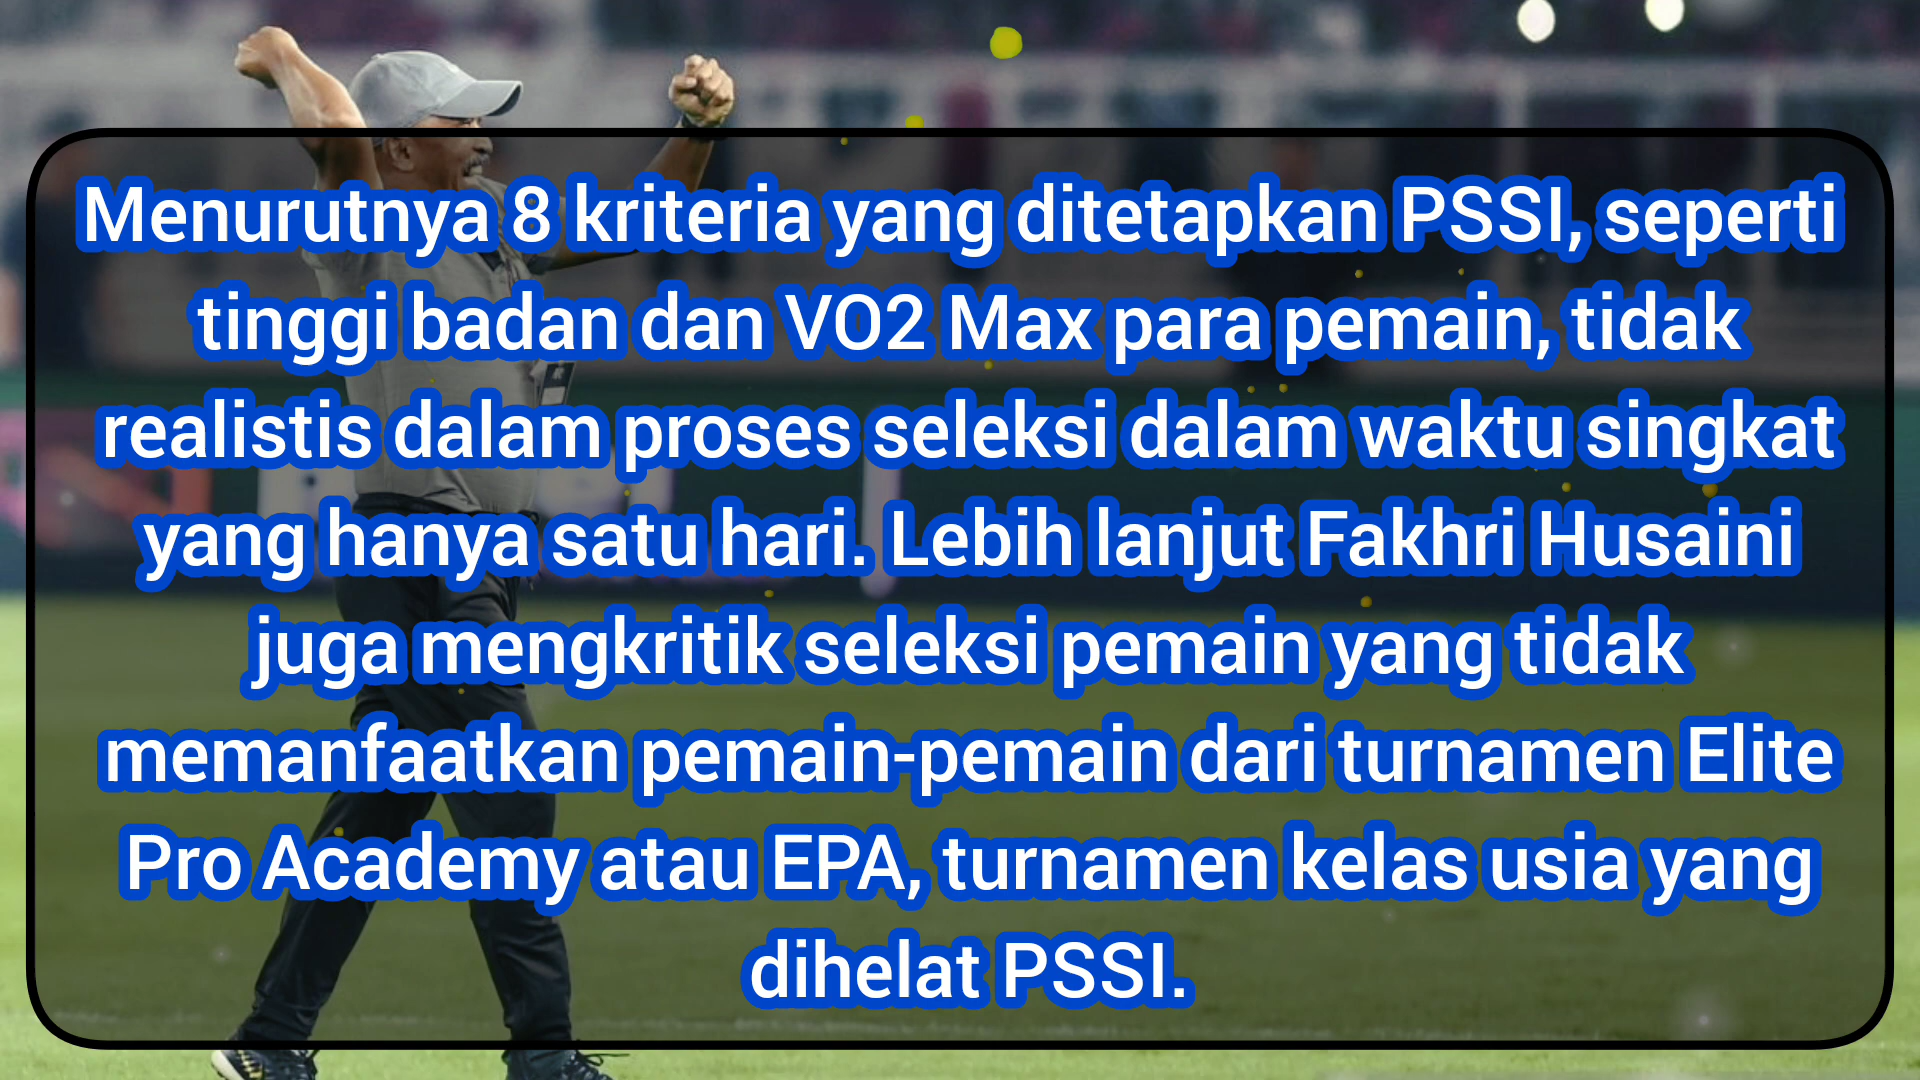 Menurutnya 8 kriteria yang ditetapkan PSSI, seperti
tinggi badan dan VO2 Max para pemain, tidak
realistis dalam proses seleksi dalam waktu singkat
yang hanya satu hari. Lebih lanjut Fakhri Husaini
juga mengkritik seleksi pemain yang tidak
memanfaatkan pemain-pemain dari turnamen Elite
Pro Academy atau EPA, turnamen kelas usia yang
dihelat PSSI.